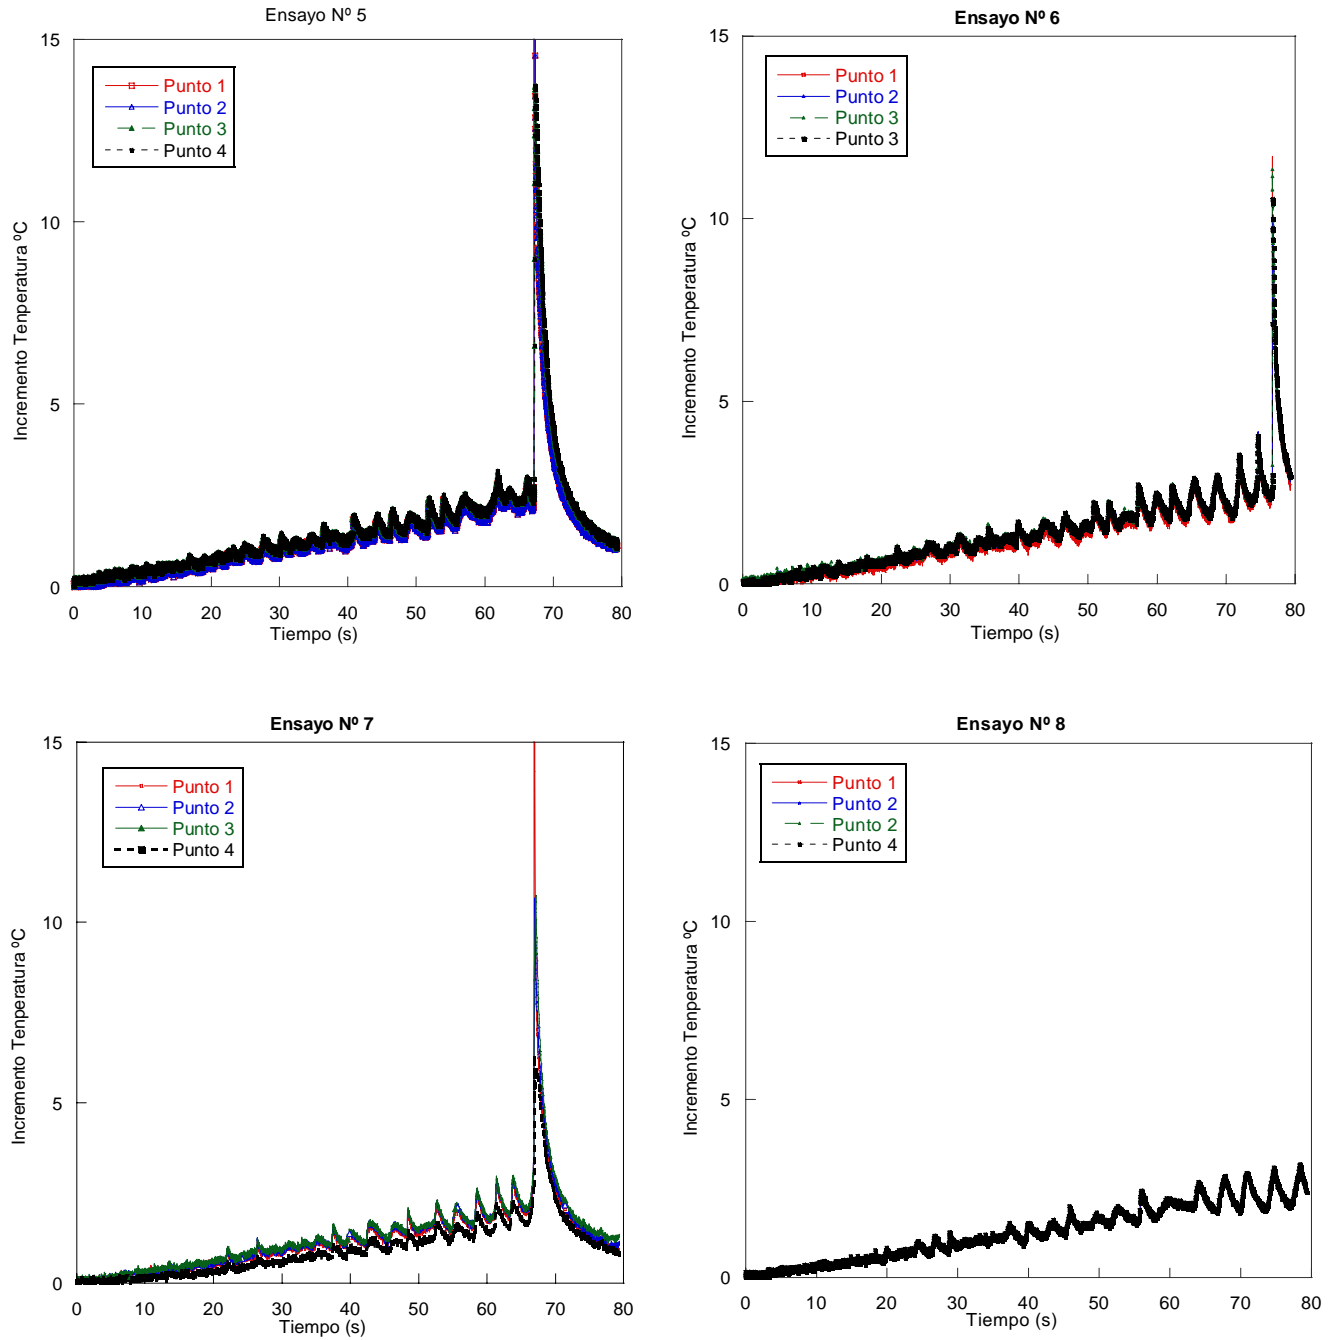 Ensayo Nº 5
15
10
5
0
Incremento Tenperatura ºC
Punto 1
Punto 2
Punto 3
Punto 4
0 10 20 30 40 50 60 70 80
Tiempo (s)
Ensayo Nº 6
15
10
5
0
Incremento Tenperatura ºC
Punto 1
Punto 2
Punto 3
Punto 3
0 10 20 30 40 50 60 70 80
Tiempo (s)
Ensayo Nº 7
15
10
5
0
Incremento Tenperatura ºC
Punto 1
Punto 2
Punto 3
Punto 4
0 10 20 30 40 50 60 70 80
Tiempo (s)
Ensayo Nº 8
15
10
5
0
Incremento Tenperatura ºC
Punto 1
Punto 2
Punto 2
Punto 4
0 10 20 30 40 50 60 70 80
Tiempo (s)